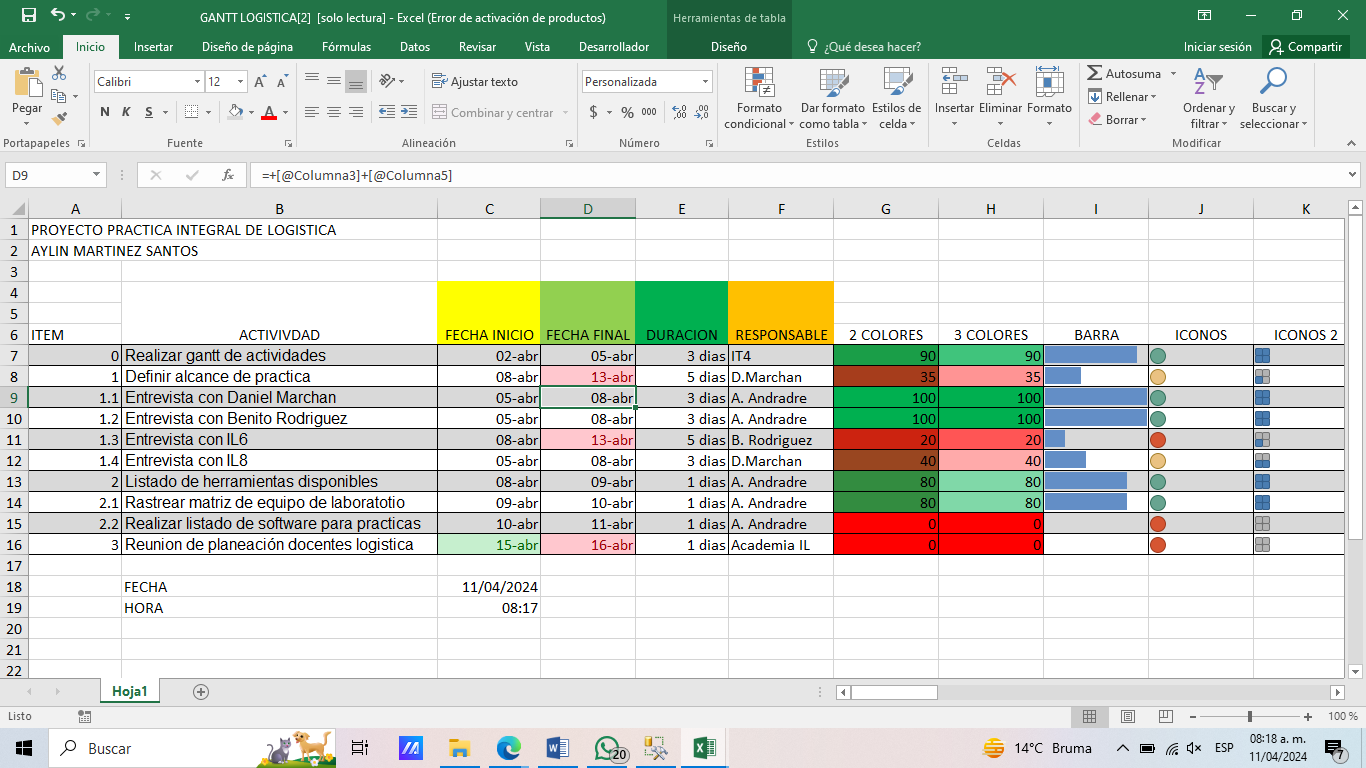 GANTT LOGISTICA[2] [solo lectura] - Excel (Error de activación de productos)
Herramientas de tabla
Archivo Inicio Insertar Diseño de página Fórmulas Datos Revisar Vista Desarrollador Diseño ¿Qué desea hacer? Iniciar sesión Compartir
Pegar Calibri 12 Ajustar texto Personalizada Formato condicional Dar formato como tabla Estilos de celda Insertar Eliminar Formato Autosuma Rellenar Borrar Ordenar y filtrar Buscar y seleccionar
N K S A Combinar y centrar $ % 000
Portapapeles Fuente Alineación Número Estilos Celdas Modificar
D9 fx =+[@Columna3]+[@Columna5]
A B C D E F G H I J K
1 PROYECTO PRACTICA INTEGRAL DE LOGISTICA
2 AYLIN MARTINEZ SANTOS
3
4
5
6 ITEM ACTIVIVDAD FECHA INICIO FECHA FINAL DURACION RESPONSABLE 2 COLORES 3 COLORES BARRA ICONOS ICONOS 2
7 0 Realizar gantt de actividades 02-abr 05-abr 3 dias IT4 90 90
8 1 Definir alcance de practica 08-abr 13-abr 5 dias D.Marchan 35 35
9 1.1 Entrevista con Daniel Marchan 05-abr 08-abr 3 dias A. Andradre 100 100
10 1.2 Entrevista con Benito Rodriguez 05-abr 08-abr 3 dias A. Andradre 100 100
11 1.3 Entrevista con IL6 08-abr 13-abr 5 dias B. Rodriguez 20 20
12 1.4 Entrevista con IL8 05-abr 08-abr 3 dias D.Marchan 40 40
13 2 Listado de herramientas disponibles 08-abr 09-abr 1 dias A. Andradre 80 80
14 2.1 Rastrear matriz de equipo de laboratotio 09-abr 10-abr 1 dias A. Andradre 80 80
15 2.2 Realizar listado de software para practicas 10-abr 11-abr 1 dias A. Andradre 0 0
16 3 Reunion de planeación docentes logistica 15-abr 16-abr 1 dias Academia IL 0 0
17
18 FECHA 11/04/2024
19 HORA 08:17
20
21
22
Hoja1
Listo 100 %
Buscar 20 14°C Bruma ESP 08:18 a. m.
11/04/2024 7